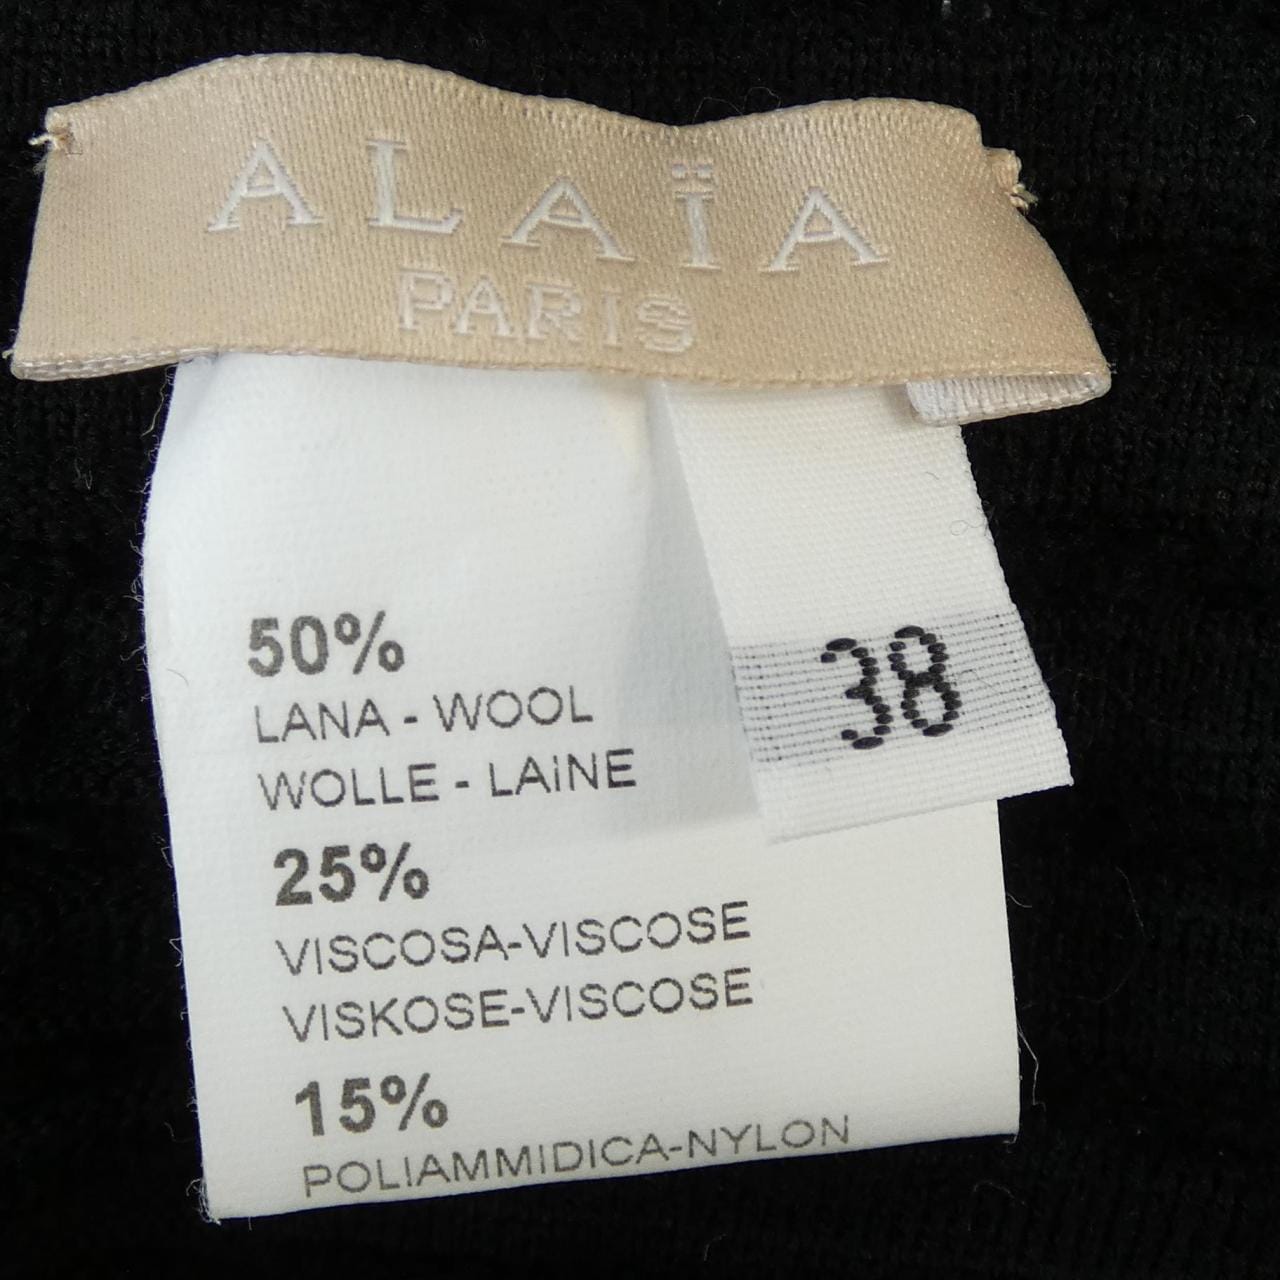 ALAÏA
PARIS
50%
LANA - WOOL
WOLLE - LAiNE
38
25%
VISCOSA-VISCOSE
VISKOSE-VISCOSE
15%
POLIAMMIDICA-NYLON